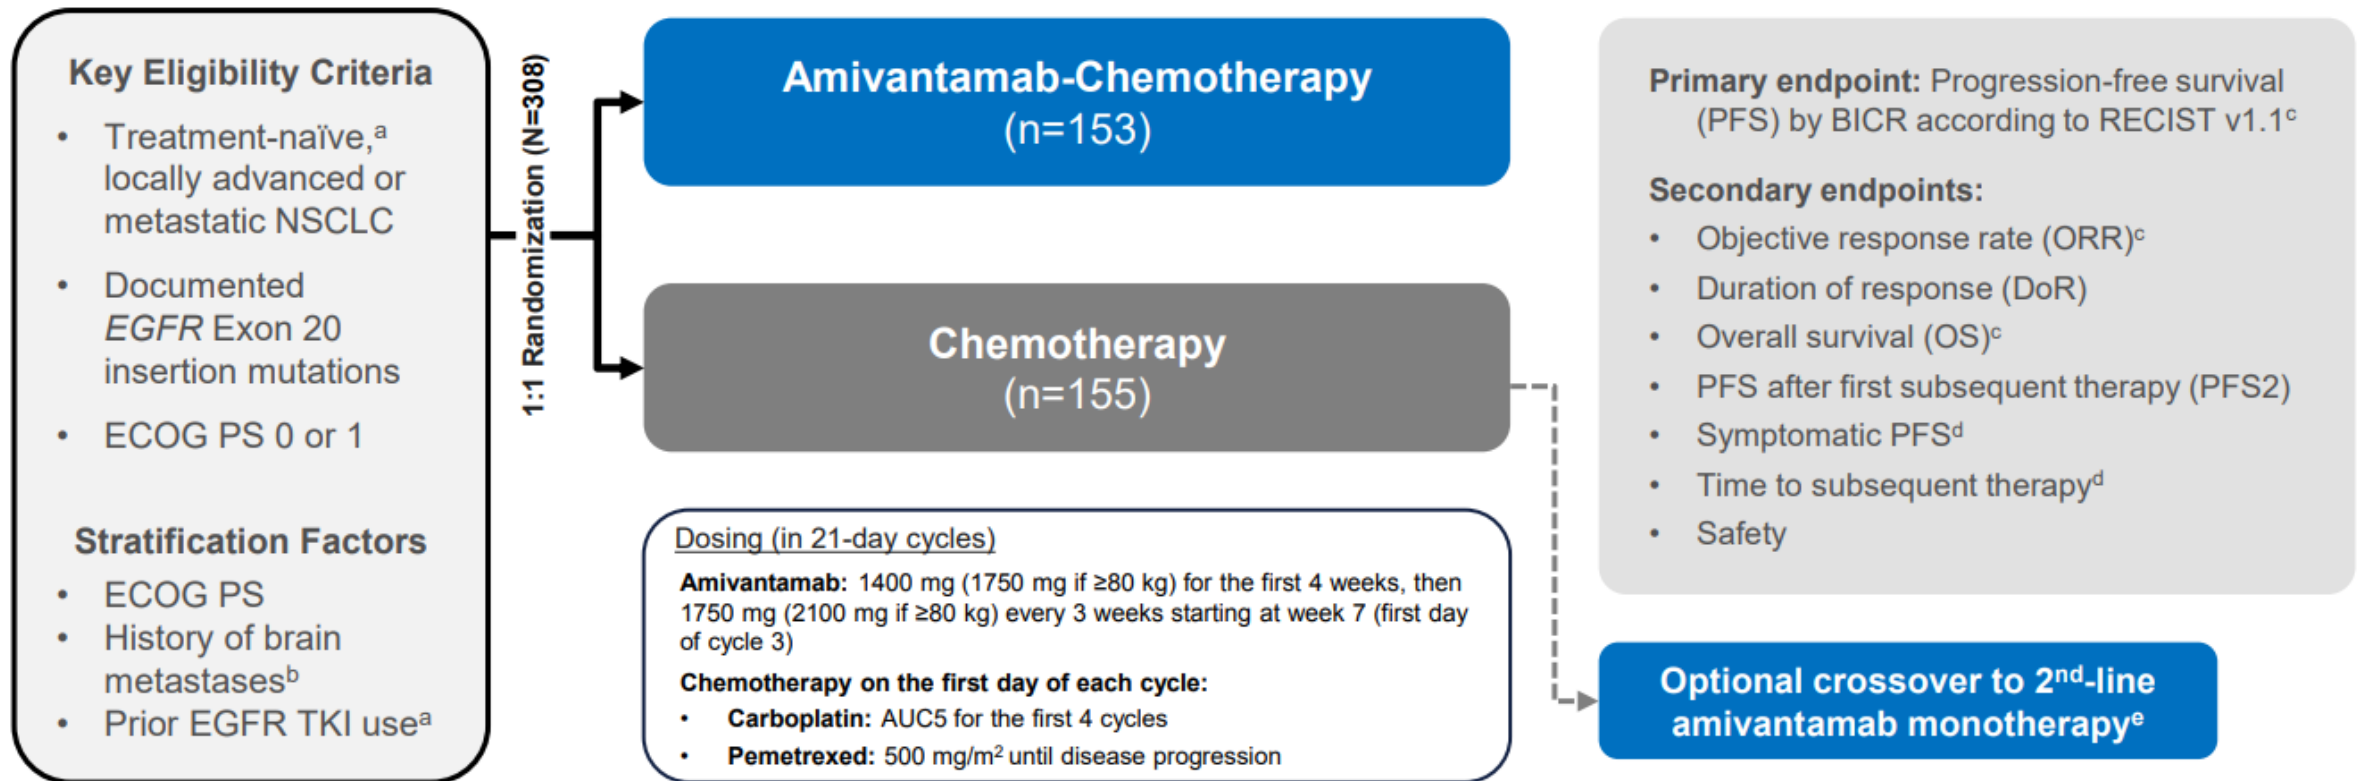 Key Eligibility Criteria
• Treatment-naïve,ᵃ
locally advanced or
metastatic NSCLC
• Documented
EGFR Exon 20
insertion mutations
• ECOG PS 0 or 1
Stratification Factors
• ECOG PS
• History of brain
metastasesᵇ
• Prior EGFR TKI useᵃ
1:1 Randomization (N=308)
Amivantamab-Chemotherapy
(n=153)
Chemotherapy
(n=155)
Dosing (in 21-day cycles)
Amivantamab: 1400 mg (1750 mg if ≥80 kg) for the first 4 weeks, then
1750 mg (2100 mg if ≥80 kg) every 3 weeks starting at week 7 (first day
of cycle 3)
Chemotherapy on the first day of each cycle:
• Carboplatin: AUC5 for the first 4 cycles
• Pemetrexed: 500 mg/m² until disease progression
Primary endpoint: Progression-free survival
(PFS) by BICR according to RECIST v1.1ᶜ
Secondary endpoints:
• Objective response rate (ORR)ᶜ
• Duration of response (DoR)
• Overall survival (OS)ᶜ
• PFS after first subsequent therapy (PFS2)
• Symptomatic PFSᵈ
• Time to subsequent therapyᵈ
• Safety
Optional crossover to 2ⁿᵈ-line
amivantamab monotherapyᵉ